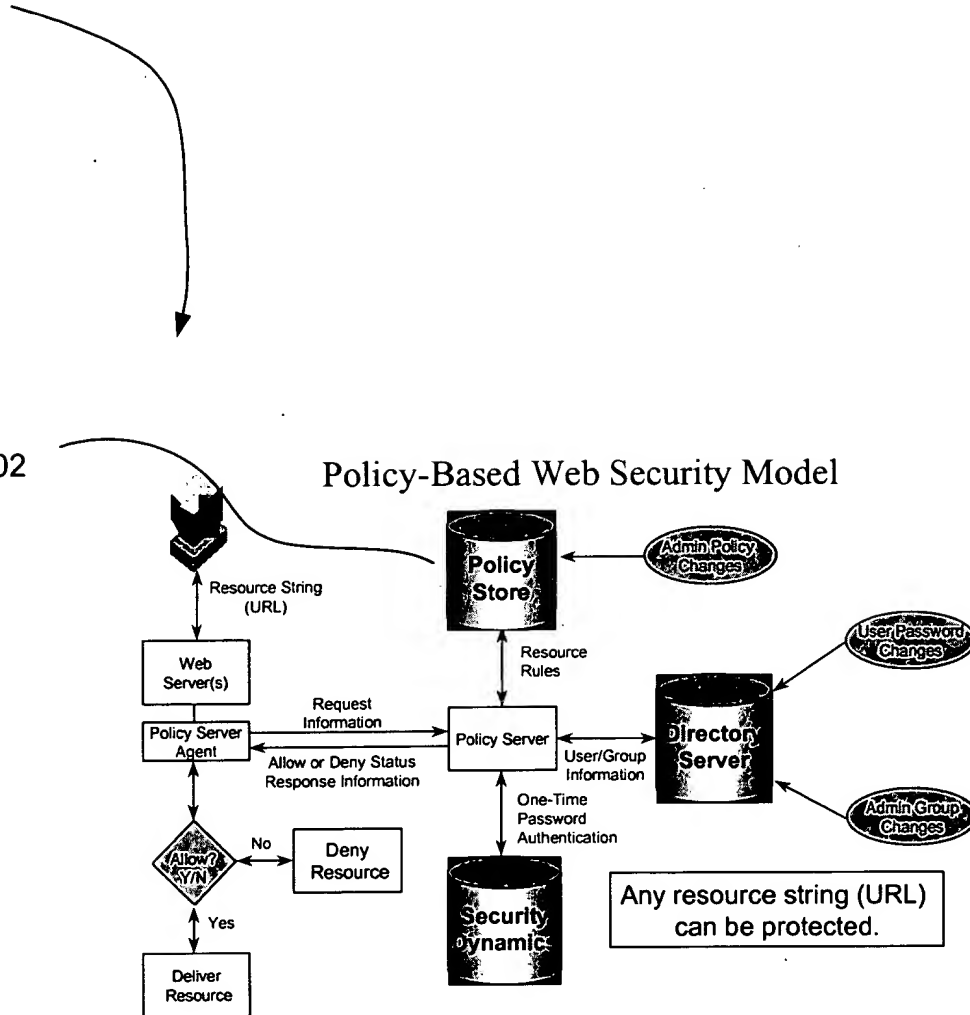 02
Policy-Based Web Security Model
Resource String
(URL)
Policy
Store
Admin Policy
Changes
Web
Server(s)
Resource
Rules
User Password
Changes
Request
Information
Policy Server
Agent
Policy Server
Directory
Server
Allow or Deny Status
Response Information
User/Group
Information
One-Time
Password
Authentication
Admin Group
Changes
Allow?
Y/N
No
Deny
Resource
Yes
Security
Dynamic
Any resource string (URL)
can be protected.
Deliver
Resource